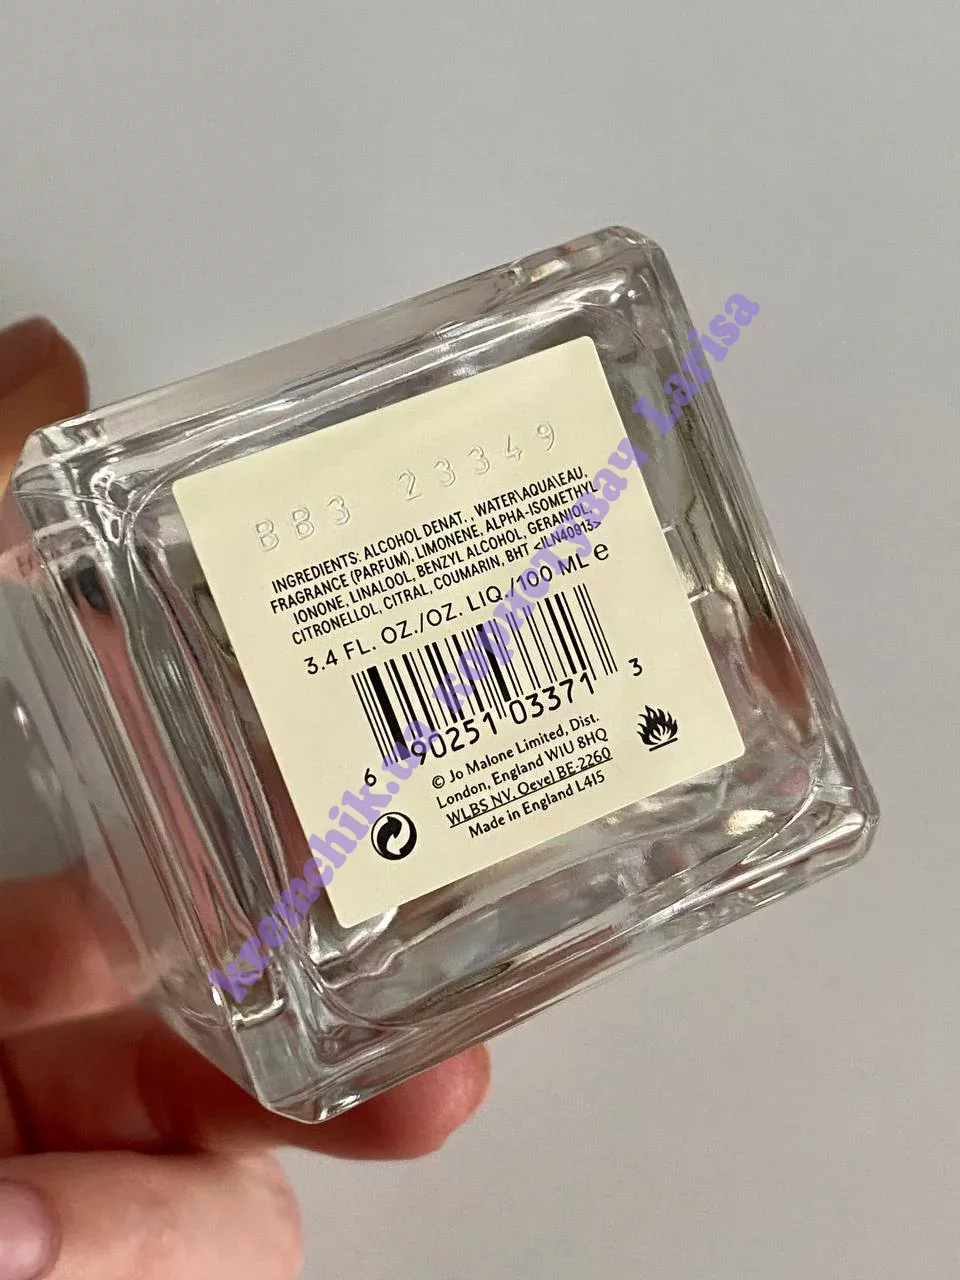 BB3 23349
INGREDIENTS: ALCOHOL DENAT. , WATER\AQUA\EAU,
FRAGRANCE (PARFUM), LIMONENE, ALPHA-ISOMETHYL
IONONE, LINALOOL, BENZYL ALCOHOL, GERANIOL,
CITRONELLOL, CITRAL, COUMARIN, BHT <ILN40913>
3.4 FL. OZ./OZ. LIQ./100 ML e
6 90251 03371 3
© Jo Malone Limited, Dist.
London, England W1U 8HQ
WLBS NV. Oevel BE-2260
Made in England L415
kremchik.ua користувач Larisa